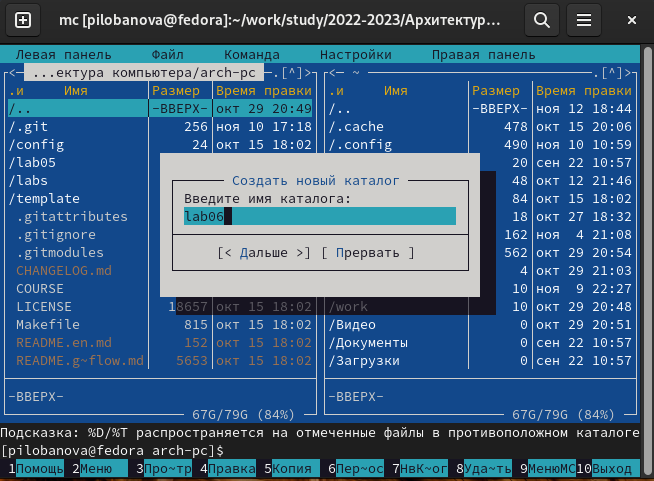 mc [pilobanova@fedora]:~/work/study/2022-2023/Архитектур...
Левая панель Файл Команда Настройки Правая панель
<— ...ектура компьютера/arch-pc —.[^]>
.и Имя Размер Время правки
/.. -ВВЕРХ- окт 29 20:49
/.git 256 ноя 10 17:18
/config 24 окт 15 18:02
/lab05
/labs
/template
.gitattributes
.gitignore
.gitmodules
CHANGELOG.md
COURSE
LICENSE 18657 окт 15 18:02
Makefile 815 окт 15 18:02
README.en.md 152 окт 15 18:02
README.g~flow.md 5653 окт 15 18:02
-ВВЕРХ-
67G/79G (84%)
<— ~ —.[^]>
.и Имя Размер Время правки
/.. -ВВЕРХ- ноя 12 18:44
/.cache 478 окт 15 20:06
/.config 490 ноя 10 10:59
20 сен 22 10:57
48 окт 12 21:46
84 окт 15 18:02
18 окт 27 18:32
162 ноя 4 21:08
562 окт 29 20:54
4 окт 29 21:03
10 ноя 9 22:27
/work 10 окт 29 20:48
/Видео 0 окт 29 20:51
/Документы 0 сен 22 10:57
/Загрузки 0 сен 22 10:57
-ВВЕРХ-
67G/79G (84%)
Создать новый каталог
Введите имя каталога:
lab06
[< Дальше >] [ Прервать ]
Подсказка: %D/%T распространяется на отмеченные файлы в противоположном каталоге
[pilobanova@fedora arch-pc]$
1Помощь 2Меню 3Про~тр 4Правка 5Копия 6Пер~ос 7НвК~ог 8Уда~ть 9МенюMC 10Выход